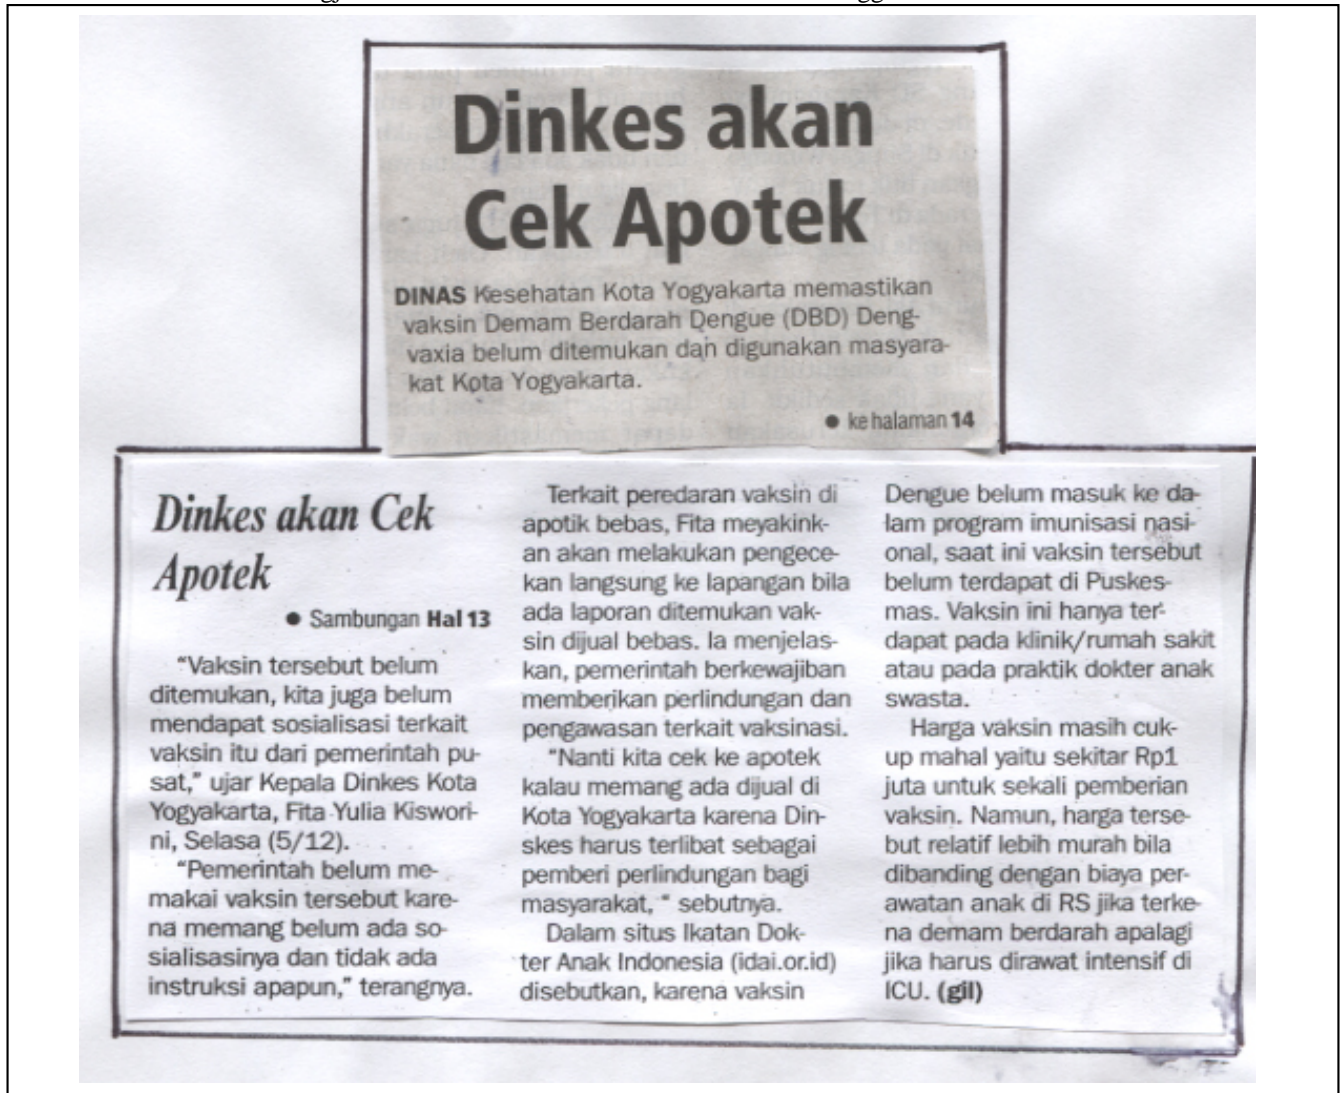 Dinkes akan
Cek Apotek
DINAS Kesehatan Kota Yogyakarta memastikan
vaksin Demam Berdarah Dengue (DBD) Deng-
vaxia belum ditemukan dan digunakan masyara-
kat Kota Yogyakarta.
● ke halaman 14
Dinkes akan Cek
Apotek
● Sambungan Hal 13
"Vaksin tersebut belum
ditemukan, kita juga belum
mendapat sosialisasi terkait
vaksin itu dari pemerintah pu-
sat," ujar Kepala Dinkes Kota
Yogyakarta, Fita Yulia Kiswori-
ni, Selasa (5/12).
"Pemerintah belum me-
makai vaksin tersebut kare-
na memang belum ada so-
sialisasinya dan tidak ada
instruksi apapun," terangnya.
Terkait peredaran vaksin di
apotik bebas, Fita meyakink-
an akan melakukan pengece-
kan langsung ke lapangan bila
ada laporan ditemukan vak-
sin dijual bebas. Ia menjelas-
kan, pemerintah berkewajiban
memberikan perlindungan dan
pengawasan terkait vaksinasi.
"Nanti kita cek ke apotek
kalau memang ada dijual di
Kota Yogyakarta karena Din-
skes harus terlibat sebagai
pemberi perlindungan bagi
masyarakat, " sebutnya.
Dalam situs Ikatan Dok-
ter Anak Indonesia (idai.or.id)
disebutkan, karena vaksin
Dengue belum masuk ke da-
lam program imunisasi nasi-
onal, saat ini vaksin tersebut
belum terdapat di Puskes-
mas. Vaksin ini hanya ter-
dapat pada klinik/rumah sakit
atau pada praktik dokter anak
swasta.
Harga vaksin masih cuk-
up mahal yaitu sekitar Rp1
juta untuk sekali pemberian
vaksin. Namun, harga terse-
but relatif lebih murah bila
dibanding dengan biaya per-
awatan anak di RS jika terke-
na demam berdarah apalagi
jika harus dirawat intensif di
ICU. (gil)